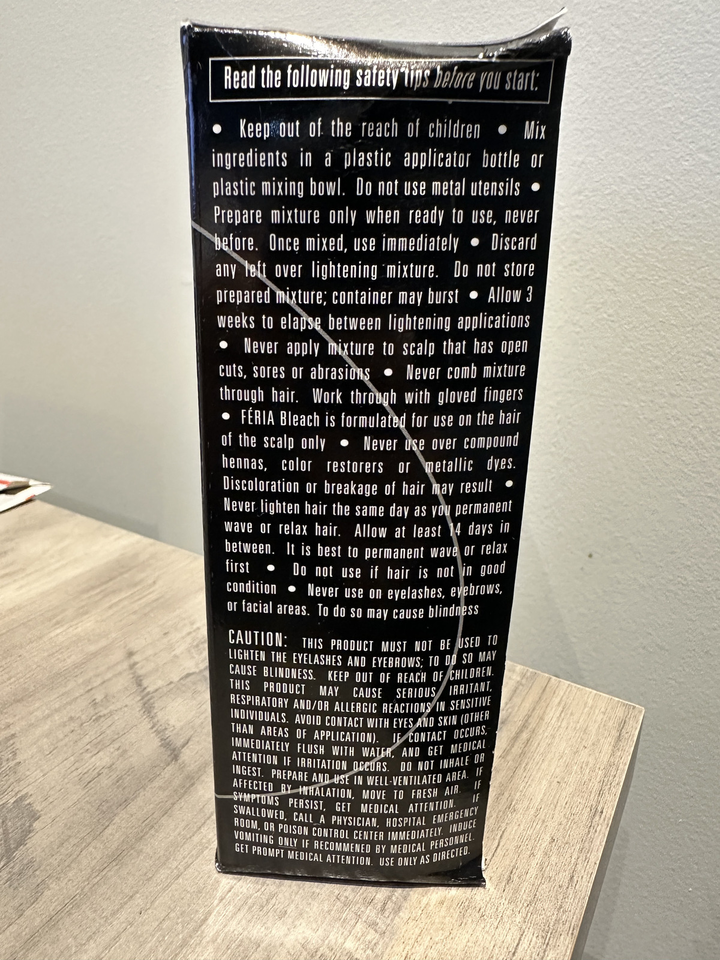 Read the following safety tips before you start:
• Keep out of the reach of children • Mix
ingredients in a plastic applicator bottle or
plastic mixing bowl. Do not use metal utensils •
Prepare mixture only when ready to use, never
before. Once mixed, use immediately • Discard
any left over lightening mixture. Do not store
prepared mixture; container may burst • Allow 3
weeks to elapse between lightening applications
• Never apply mixture to scalp that has open
cuts, sores or abrasions • Never comb mixture
through hair. Work through with gloved fingers
• FÉRIA Bleach is formulated for use on the hair
of the scalp only • Never use over compound
hennas, color restorers or metallic dyes.
Discoloration or breakage of hair may result •
Never lighten hair the same day as you permanent
wave or relax hair. Allow at least 14 days in
between. It is best to permanent wave or relax
first • Do not use if hair is not in good
condition • Never use on eyelashes, eyebrows,
or facial areas. To do so may cause blindness
CAUTION: THIS PRODUCT MUST NOT BE USED TO
LIGHTEN THE EYELASHES AND EYEBROWS; TO DO SO MAY
CAUSE BLINDNESS. KEEP OUT OF REACH OF CHILDREN.
THIS PRODUCT MAY CAUSE SERIOUS IRRITANT,
RESPIRATORY AND/OR ALLERGIC REACTIONS IN SENSITIVE
INDIVIDUALS. AVOID CONTACT WITH EYES AND SKIN (OTHER
THAN AREAS OF APPLICATION). IF CONTACT OCCURS,
IMMEDIATELY FLUSH WITH WATER, AND GET MEDICAL
ATTENTION IF IRRITATION OCCURS. DO NOT INHALE OR
INGEST. PREPARE AND USE IN WELL-VENTILATED AREA. IF
AFFECTED BY INHALATION, MOVE TO FRESH AIR. IF
SYMPTOMS PERSIST, GET MEDICAL ATTENTION. IF
SWALLOWED, CALL A PHYSICIAN, HOSPITAL EMERGENCY
ROOM, OR POISON CONTROL CENTER IMMEDIATELY. INDUCE
VOMITING ONLY IF RECOMMENDED BY MEDICAL PERSONNEL.
GET PROMPT MEDICAL ATTENTION. USE ONLY AS DIRECTED.